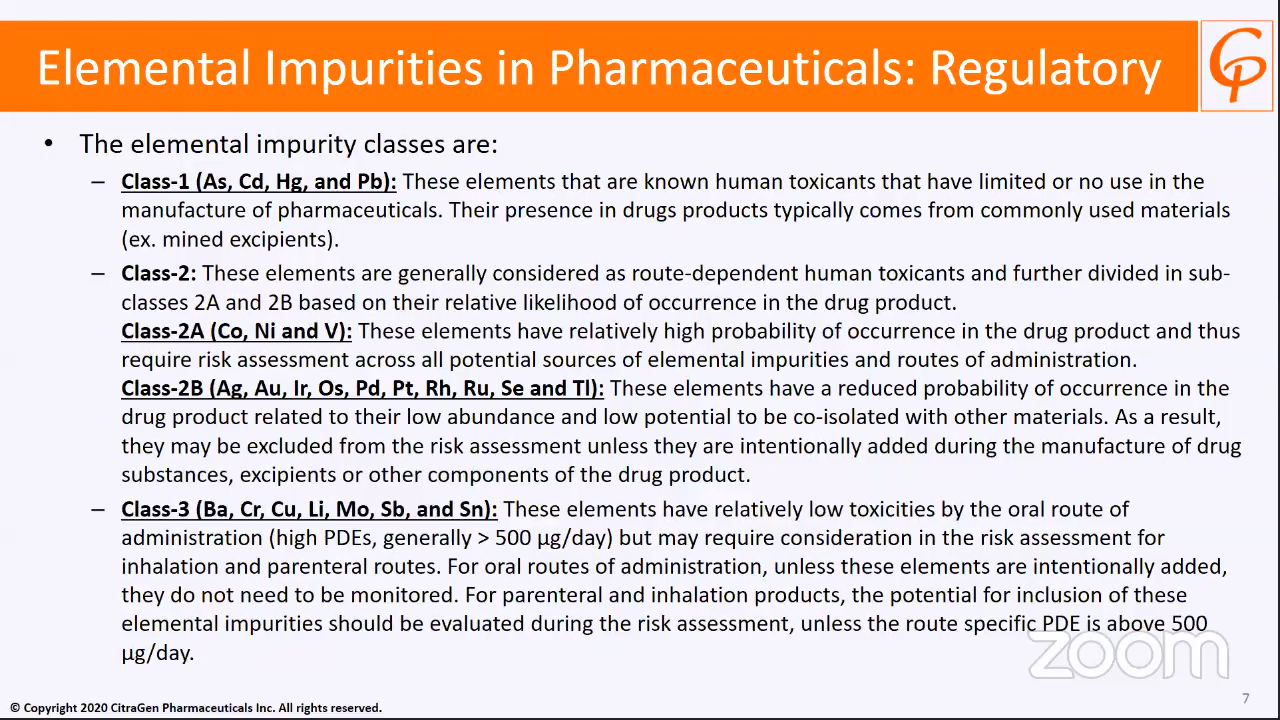 Elemental Impurities in Pharmaceuticals: Regulatory
• The elemental impurity classes are:
– Class-1 (As, Cd, Hg, and Pb): These elements that are known human toxicants that have limited or no use in the
manufacture of pharmaceuticals. Their presence in drugs products typically comes from commonly used materials
(ex. mined excipients).
– Class-2: These elements are generally considered as route-dependent human toxicants and further divided in sub-
classes 2A and 2B based on their relative likelihood of occurrence in the drug product.
Class-2A (Co, Ni and V): These elements have relatively high probability of occurrence in the drug product and thus
require risk assessment across all potential sources of elemental impurities and routes of administration.
Class-2B (Ag, Au, Ir, Os, Pd, Pt, Rh, Ru, Se and TI): These elements have a reduced probability of occurrence in the
drug product related to their low abundance and low potential to be co-isolated with other materials. As a result,
they may be excluded from the risk assessment unless they are intentionally added during the manufacture of drug
substances, excipients or other components of the drug product.
– Class-3 (Ba, Cr, Cu, Li, Mo, Sb, and Sn): These elements have relatively low toxicities by the oral route of
administration (high PDEs, generally > 500 µg/day) but may require consideration in the risk assessment for
inhalation and parenteral routes. For oral routes of administration, unless these elements are intentionally added,
they do not need to be monitored. For parenteral and inhalation products, the potential for inclusion of these
elemental impurities should be evaluated during the risk assessment, unless the route specific PDE is above 500
µg/day.
zoom
© Copyright 2020 CitraGen Pharmaceuticals Inc. All rights reserved.
7